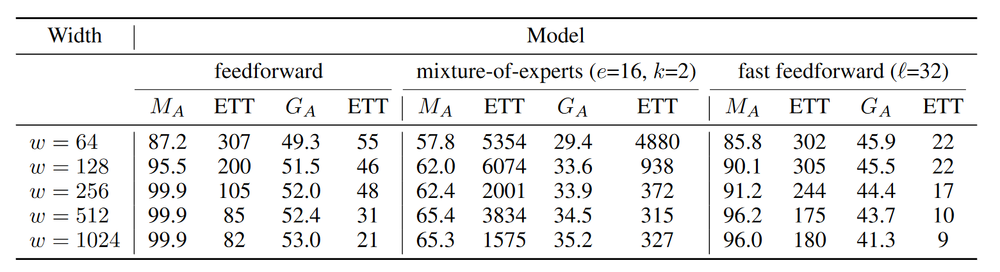 Width Model
feedforward mixture-of-experts (e=16, k=2) fast feedforward (ℓ=32)
M_A ETT G_A ETT M_A ETT G_A ETT M_A ETT G_A ETT
w = 64 87.2 307 49.3 55 57.8 5354 29.4 4880 85.8 302 45.9 22
w = 128 95.5 200 51.5 46 62.0 6074 33.6 938 90.1 305 45.5 22
w = 256 99.9 105 52.0 48 62.4 2001 33.9 372 91.2 244 44.4 17
w = 512 99.9 85 52.4 31 65.4 3834 34.5 315 96.2 175 43.7 10
w = 1024 99.9 82 53.0 21 65.3 1575 35.2 327 96.0 180 41.3 9